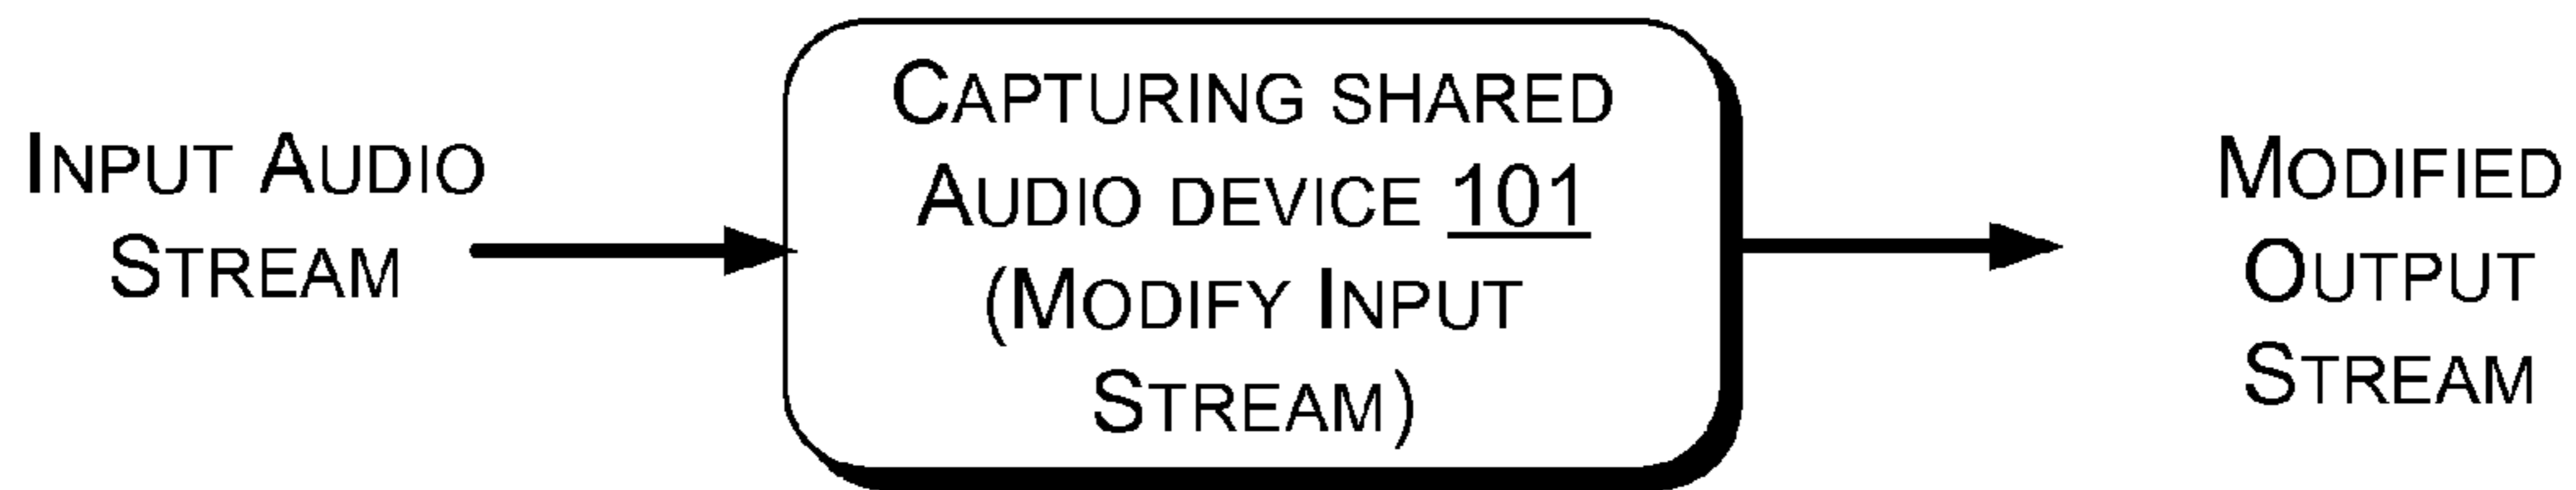 INPUT AUDIO
STREAM
CAPTURING SHARED
AUDIO DEVICE 101
(MODIFY INPUT
STREAM)
MODIFIED
OUTPUT
STREAM